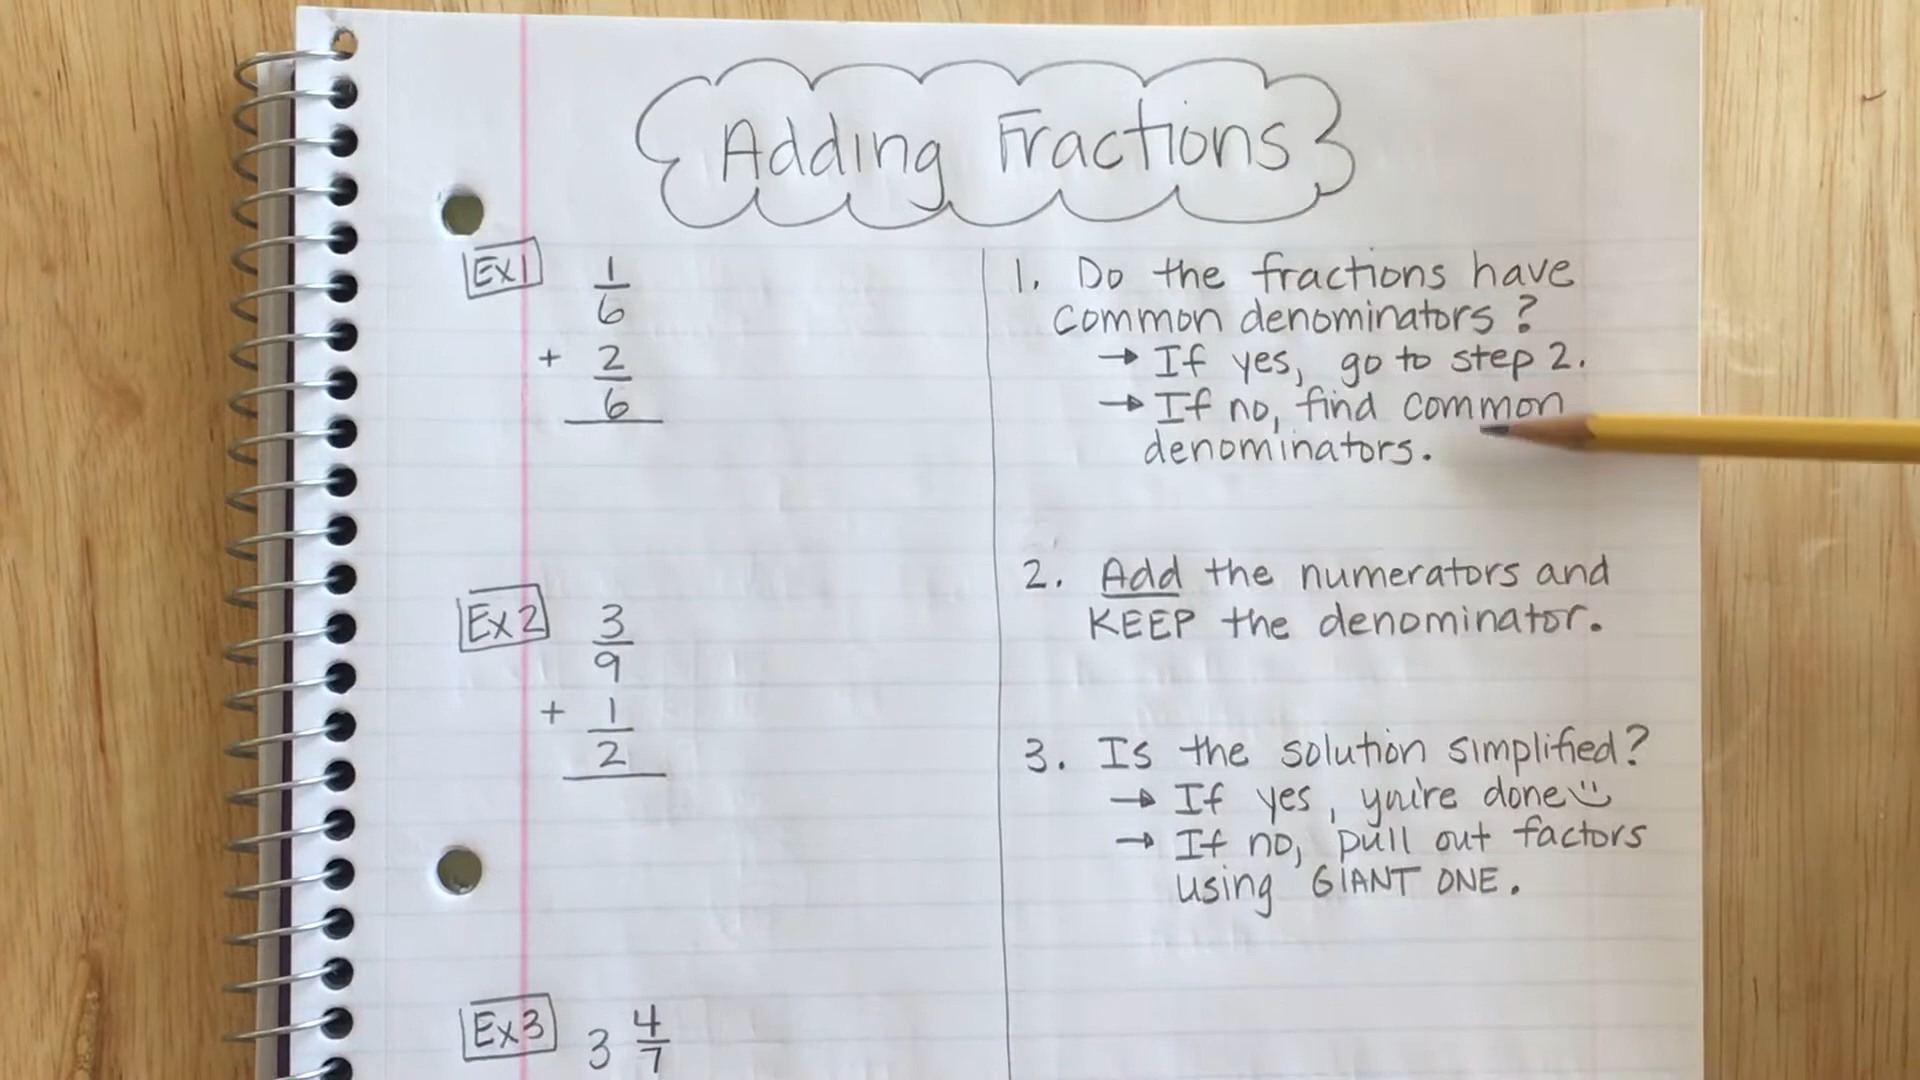 Adding Fractions
Ex1
1
6
+ 2
6
Ex2
3
9
+ 1
2
Ex3
3 4
7
1. Do the fractions have
common denominators?
→ If yes, go to step 2.
→ If no, find common
denominators.
2. Add the numerators and
KEEP the denominator.
3. Is the solution simplified?
→ If yes, you're done
→ If no, pull out factors
using GIANT ONE.